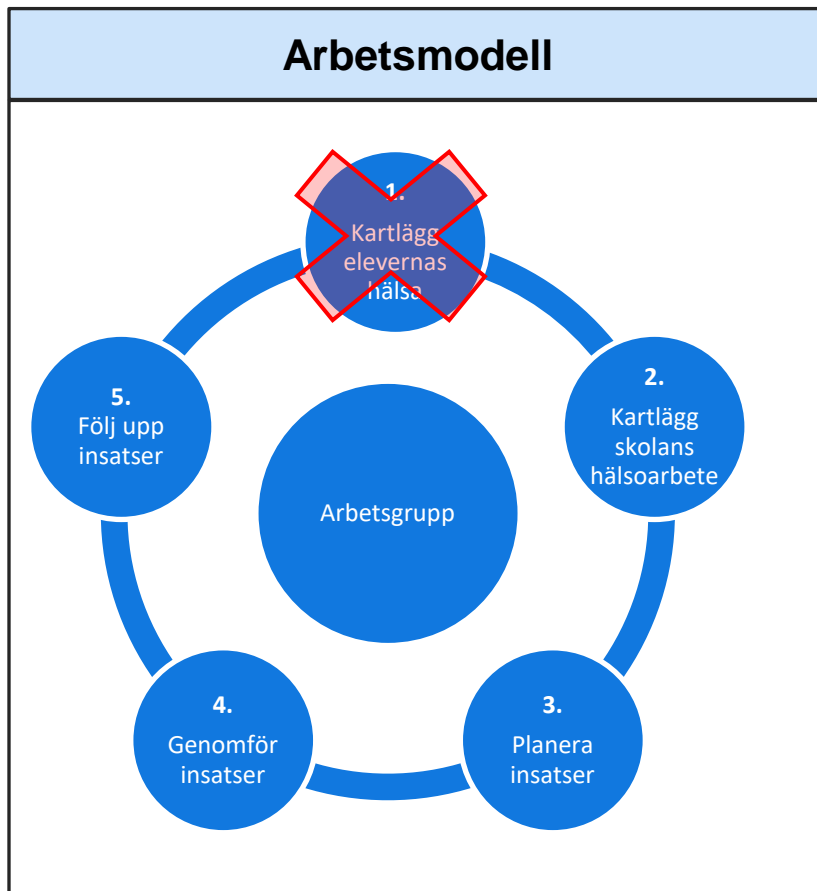 Arbetsmodell
1.
Kartlägg
elevernas
hälsa
2.
Kartlägg
skolans
hälsoarbete
3.
Planera
insatser
4.
Genomför
insatser
5.
Följ upp
insatser
Arbetsgrupp